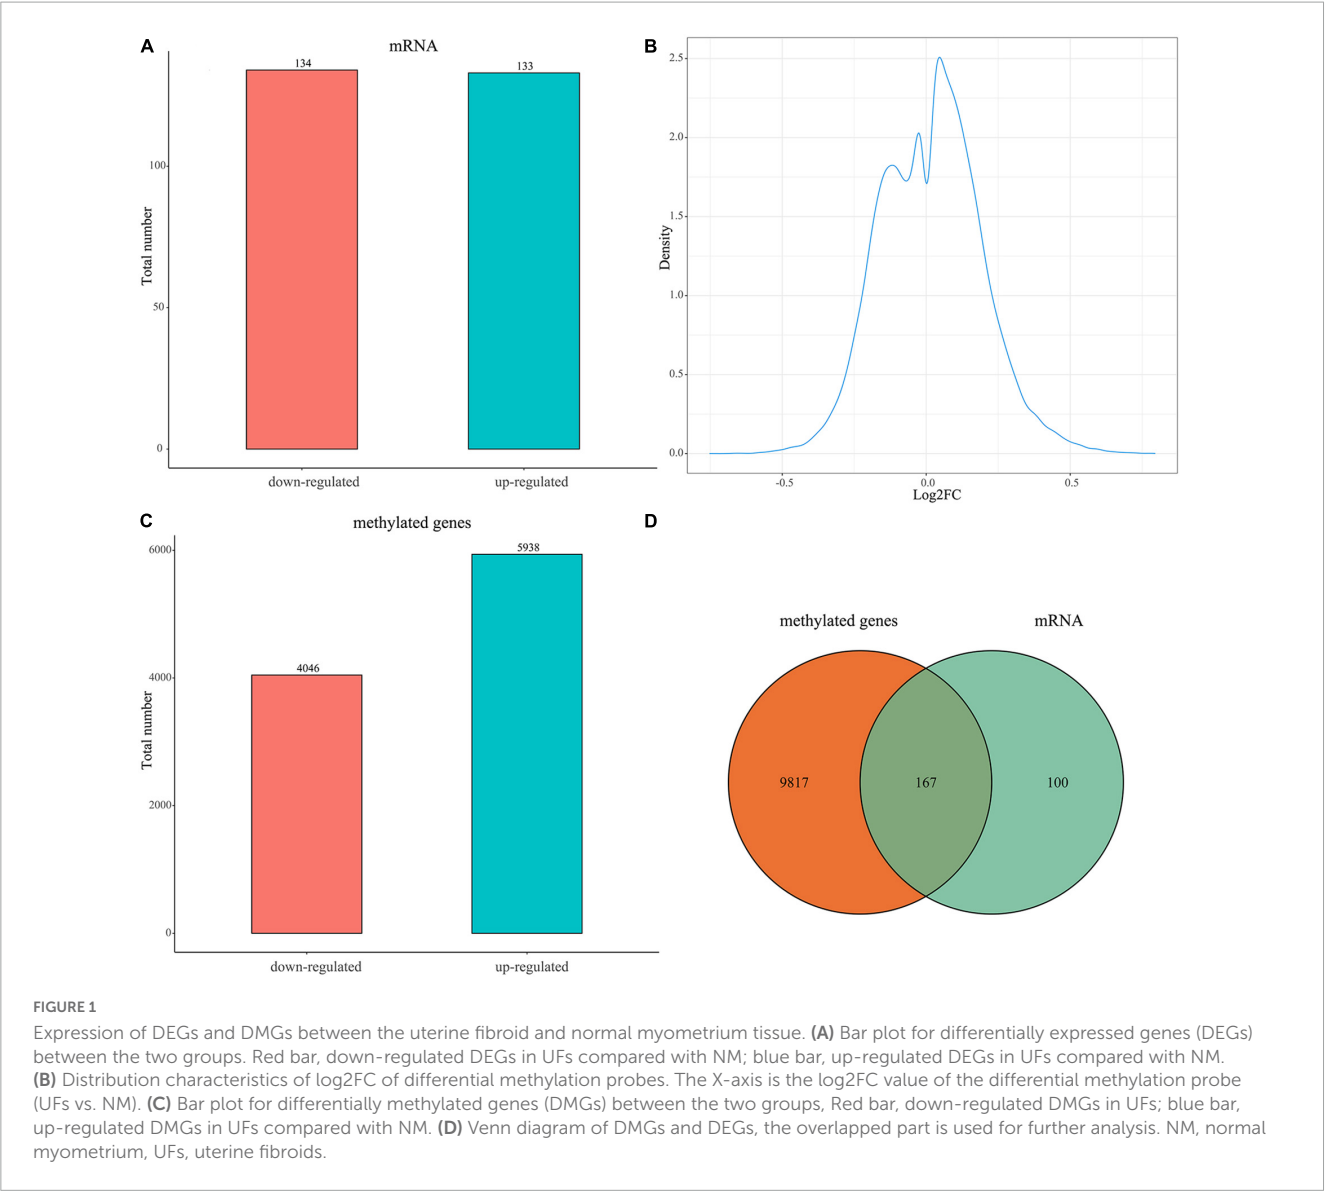 A
mRNA
134
133
100
50
0
Total number
down-regulated
up-regulated
B
2.5
2.0
1.5
1.0
0.5
0.0
Density
-0.5
0.0
0.5
Log2FC
C
methylated genes
5938
4046
6000
4000
2000
0
Total number
down-regulated
up-regulated
D
methylated genes
mRNA
9817
167
100
FIGURE 1
Expression of DEGs and DMGs between the uterine fibroid and normal myometrium tissue. (A) Bar plot for differentially expressed genes (DEGs)
between the two groups. Red bar, down-regulated DEGs in UFs compared with NM; blue bar, up-regulated DEGs in UFs compared with NM.
(B) Distribution characteristics of log2FC of differential methylation probes. The X-axis is the log2FC value of the differential methylation probe
(UFs vs. NM). (C) Bar plot for differentially methylated genes (DMGs) between the two groups, Red bar, down-regulated DMGs in UFs; blue bar,
up-regulated DMGs in UFs compared with NM. (D) Venn diagram of DMGs and DEGs, the overlapped part is used for further analysis. NM, normal
myometrium, UFs, uterine fibroids.